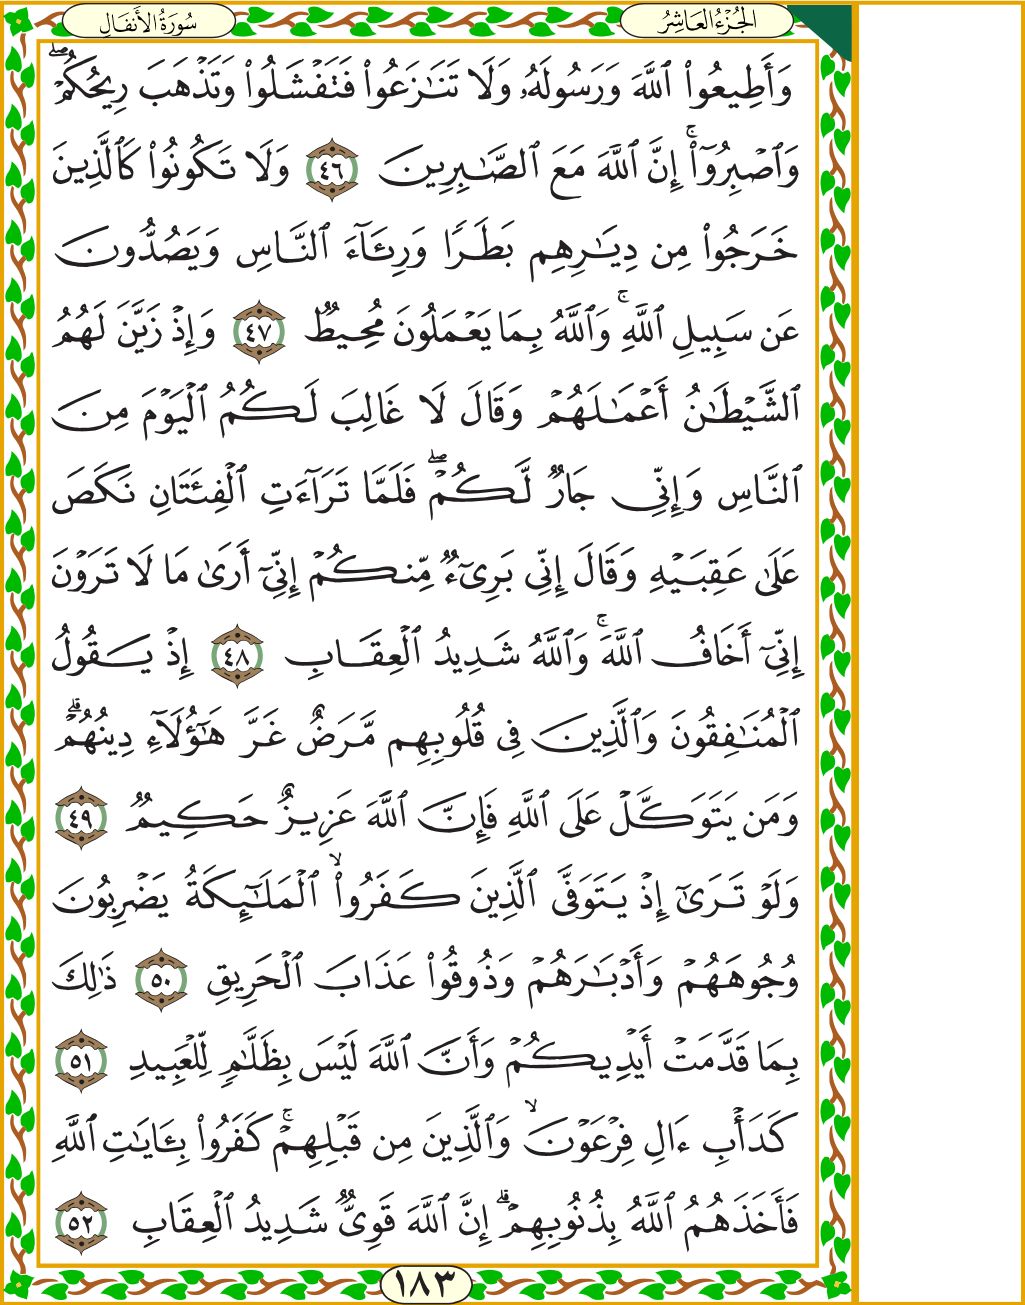 الجُزْءُ العَاشِرُ
سُورَةُ الأَنفَالِ
وَأَطِيعُواْ ٱللَّهَ وَرَسُولَهُۥ وَلَا تَنَٰزَعُواْ فَتَفْشَلُواْ وَتَذْهَبَ رِيحُكُمْۖ
وَٱصْبِرُوٓاْۚ إِنَّ ٱللَّهَ مَعَ ٱلصَّٰبِرِينَ ٤٦ وَلَا تَكُونُواْ كَٱلَّذِينَ
خَرَجُواْ مِن دِيَٰرِهِم بَطَرًا وَرِئَآءَ ٱلنَّاسِ وَيَصُدُّونَ
عَن سَبِيلِ ٱللَّهِۚ وَٱللَّهُ بِمَا يَعْمَلُونَ مُحِيطٌ ٤٧ وَإِذْ زَيَّنَ لَهُمُ
ٱلشَّيْطَٰنُ أَعْمَٰلَهُمْ وَقَالَ لَا غَالِبَ لَكُمُ ٱلْيَوْمَ مِنَ
ٱلنَّاسِ وَإِنِّي جَارٌ لَّكُمْۖ فَلَمَّا تَرَآءَتِ ٱلْفِئَتَانِ نَكَصَ
عَلَىٰ عَقِبَيْهِ وَقَالَ إِنِّي بَرِيٓءٌ مِّنكُمْ إِنِّيٓ أَرَىٰ مَا لَا تَرَوْنَ
إِنِّيٓ أَخَافُ ٱللَّهَۚ وَٱللَّهُ شَدِيدُ ٱلْعِقَابِ ٤٨ إِذْ يَقُولُ
ٱلْمُنَٰفِقُونَ وَٱلَّذِينَ فِي قُلُوبِهِم مَّرَضٌ غَرَّ هَٰٓؤُلَآءِ دِينُهُمْۗ
وَمَن يَتَوَكَّلْ عَلَى ٱللَّهِ فَإِنَّ ٱللَّهَ عَزِيزٌ حَكِيمٌ ٤٩
وَلَوْ تَرَىٰٓ إِذْ يَتَوَفَّى ٱلَّذِينَ كَفَرُواْۙ ٱلْمَلَٰٓئِكَةُ يَضْرِبُونَ
وُجُوهَهُمْ وَأَدْبَٰرَهُمْ وَذُوقُواْ عَذَابَ ٱلْحَرِيقِ ٥٠ ذَٰلِكَ
بِمَا قَدَّمَتْ أَيْدِيكُمْ وَأَنَّ ٱللَّهَ لَيْسَ بِظَلَّٰمٍ لِّلْعَبِيدِ ٥١
كَدَأْبِ ءَالِ فِرْعَوْنَۙ وَٱلَّذِينَ مِن قَبْلِهِمْۚ كَفَرُواْ بِـَٔايَٰتِ ٱللَّهِ
فَأَخَذَهُمُ ٱللَّهُ بِذُنُوبِهِمْۗ إِنَّ ٱللَّهَ قَوِيٌّ شَدِيدُ ٱلْعِقَابِ ٥٢
١٨٣